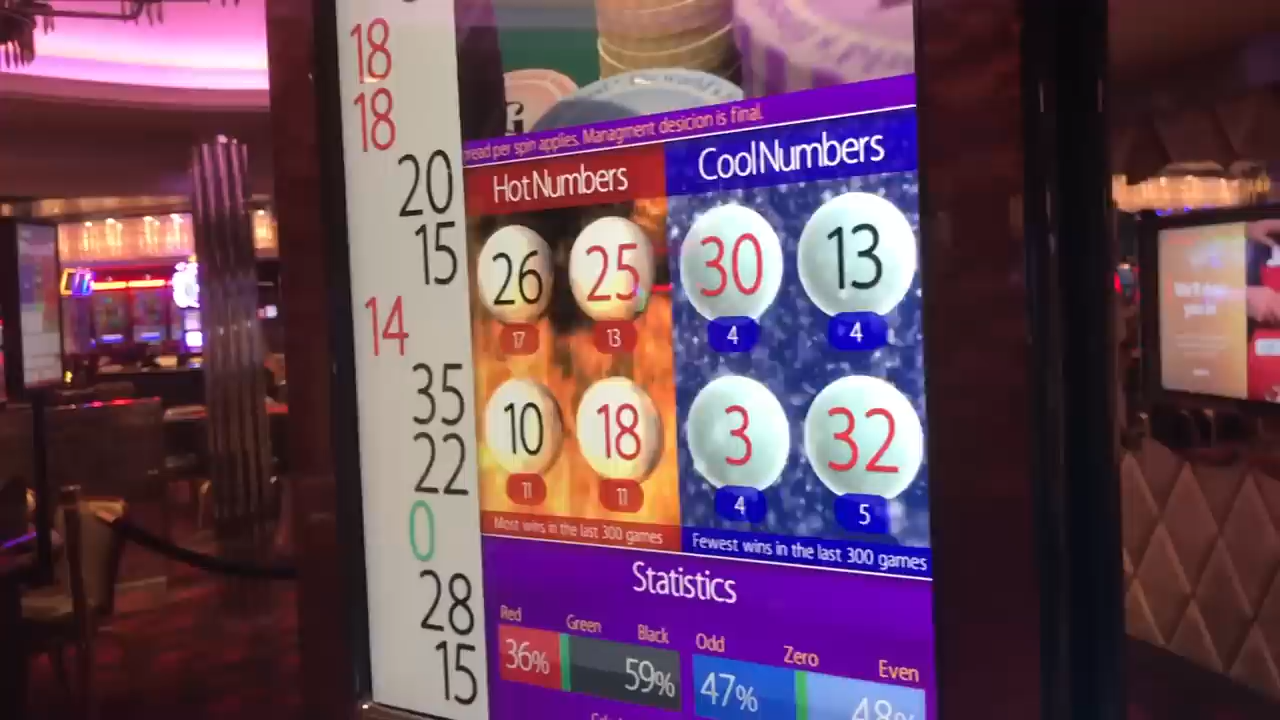 18
18
20
15
14
35
22
0
28
15
per spin applies. Managment desicion is final.
HotNumbers
26 25
17 13
10 18
11 11
Most wins in the last 300 games
CoolNumbers
30 13
4 4
3 32
4 5
Fewest wins in the last 300 games
Statistics
Red Green Black
36% 59%
Odd Zero Even
47% 48%